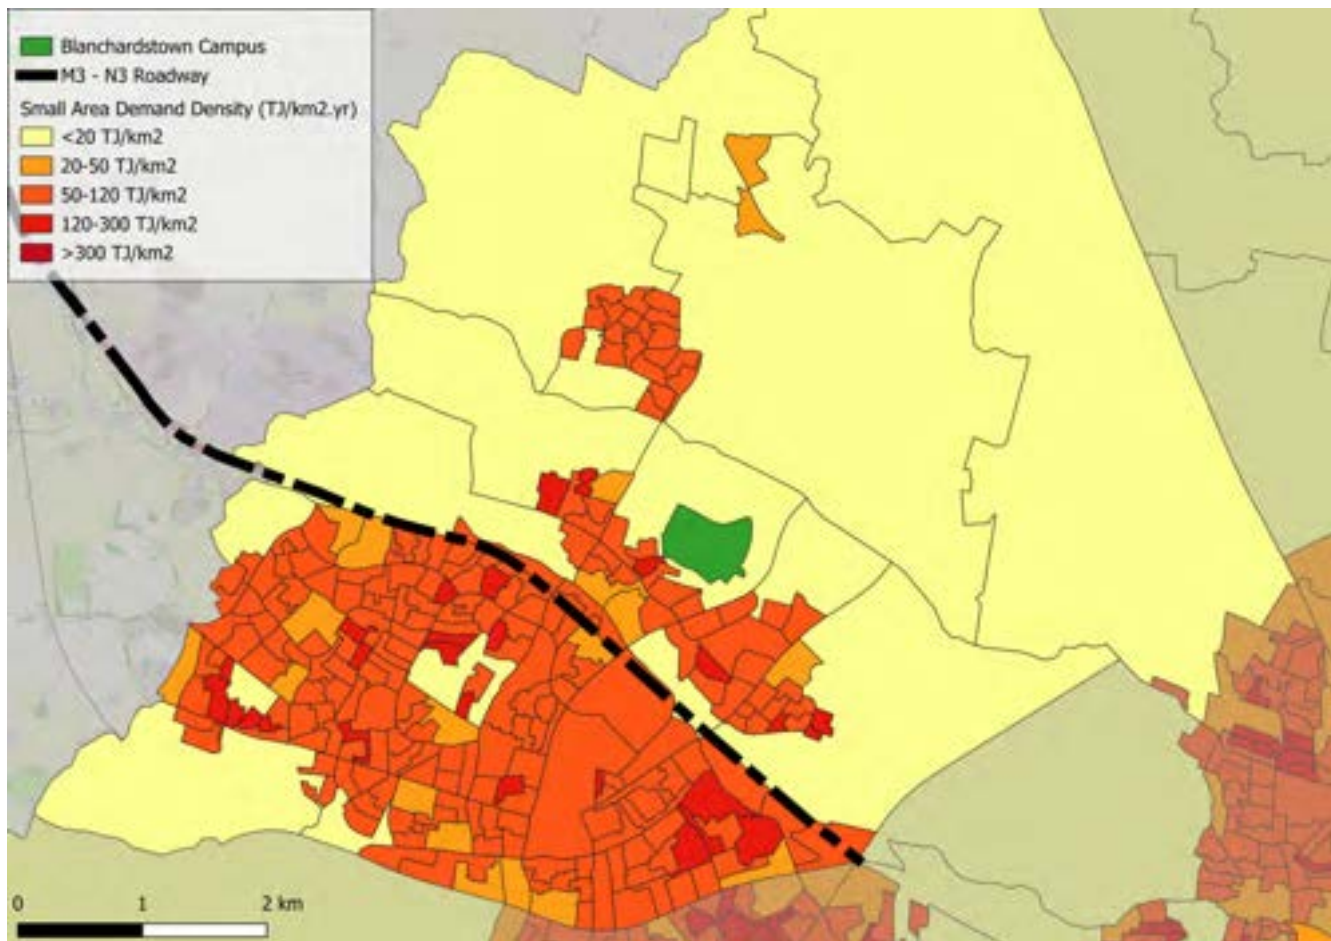 Blanchardstown Campus
M3 - N3 Roadway
Small Area Demand Density (TJ/km2.yr)
<20 TJ/km2
20-50 TJ/km2
50-120 TJ/km2
120-300 TJ/km2
>300 TJ/km2
0 1 2 km